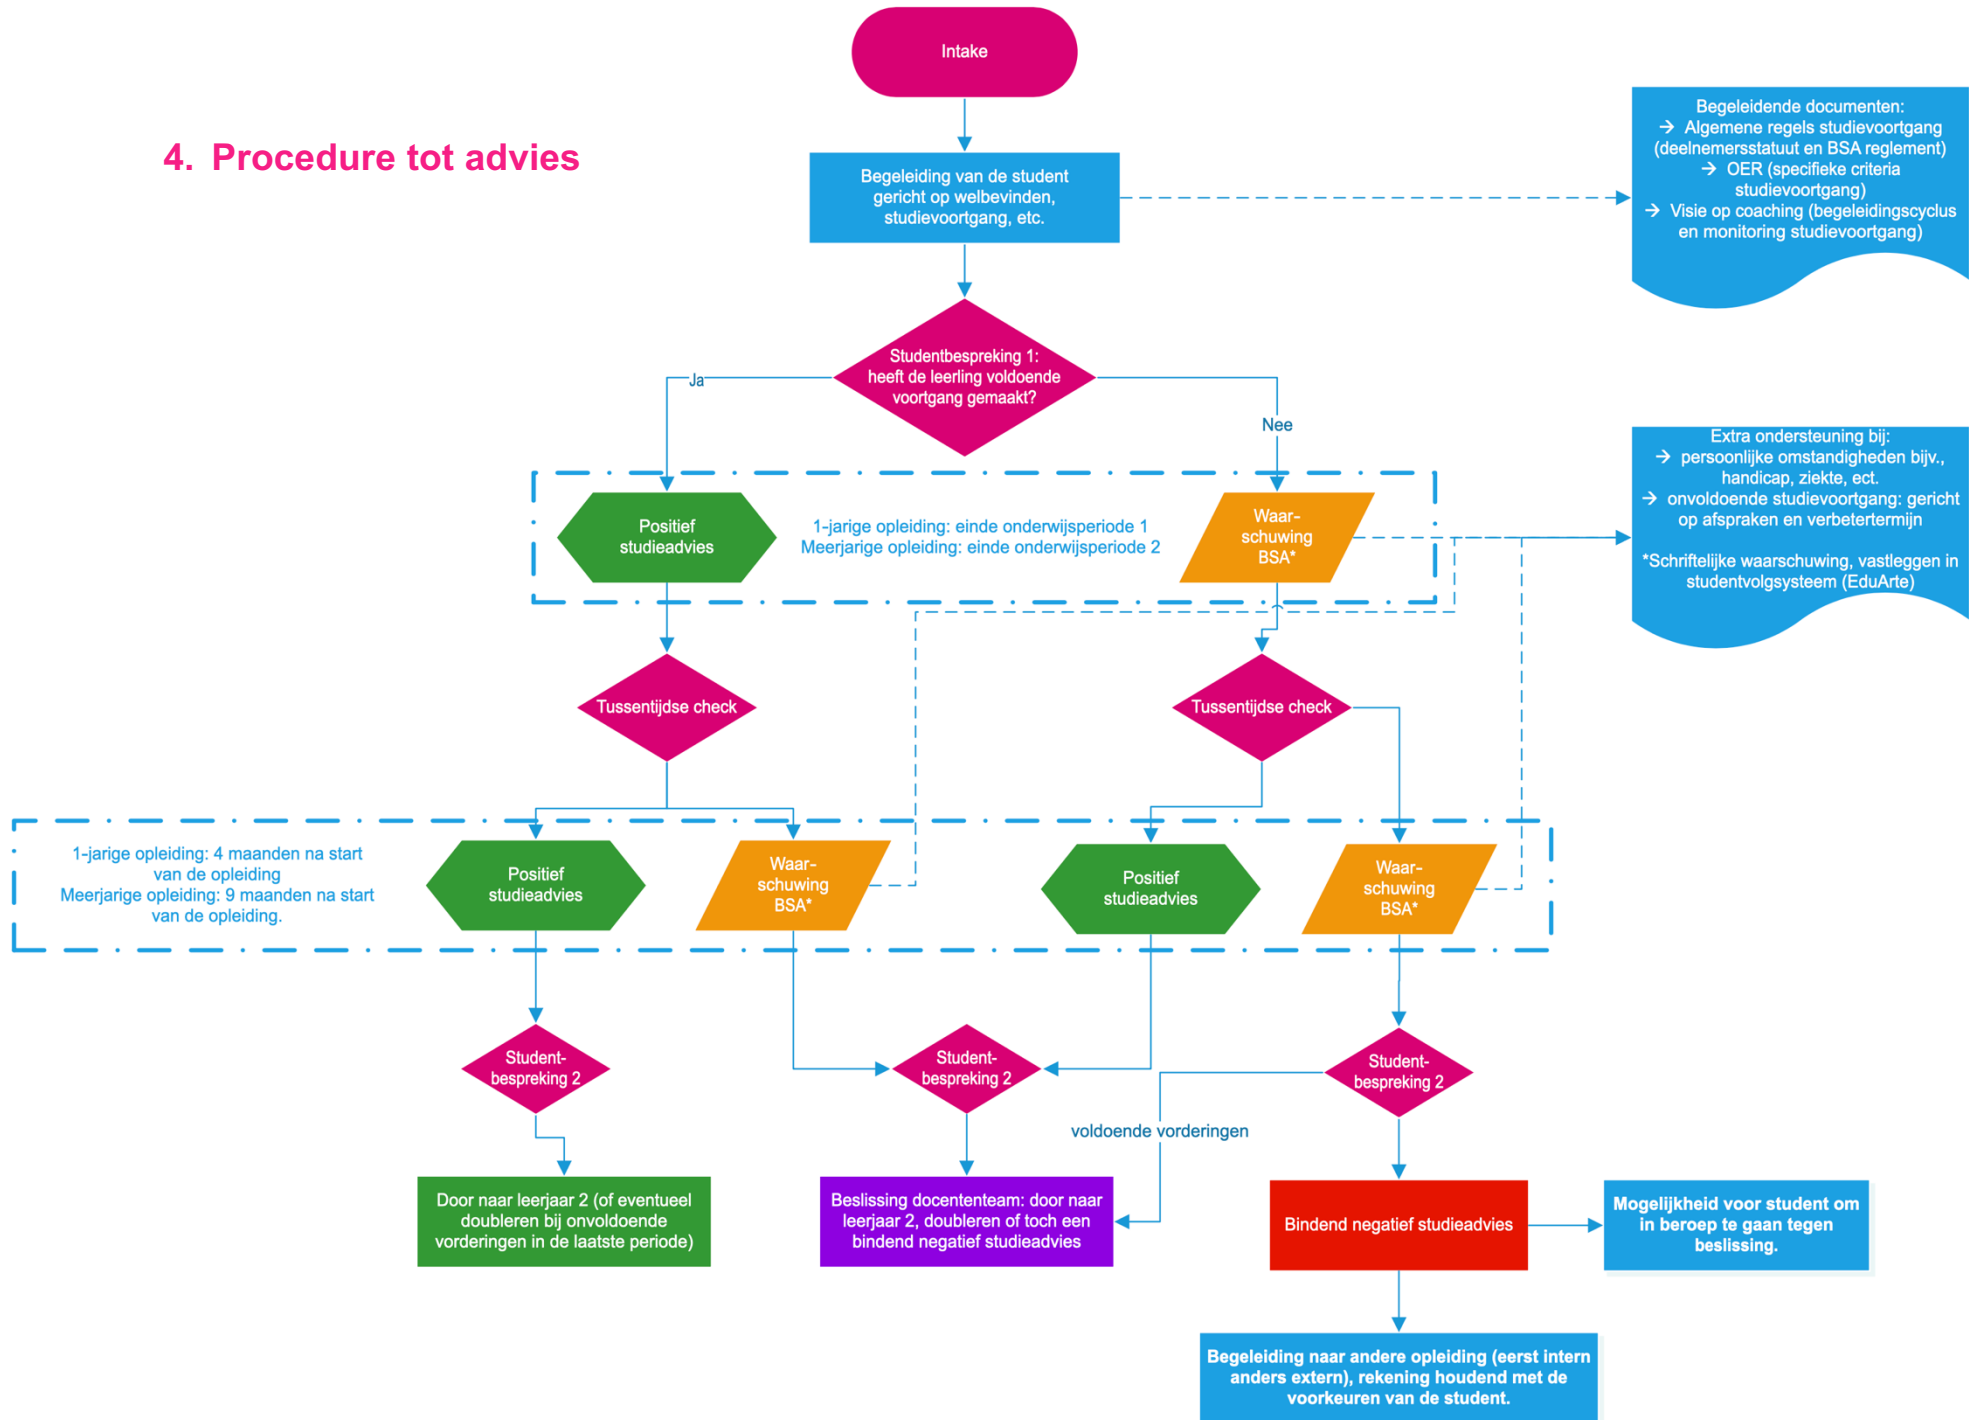 Intake
4. Procedure tot advies
Begeleiding van de student
gericht op welbevinden,
studievoortgang, etc.
Begeleidende documenten:
→ Algemene regels studievoortgang
(deelnemersstatuut en BSA reglement)
→ OER (specifieke criteria
studievoortgang)
→ Visie op coaching (begeleidingscyclus
en monitoring studievoortgang)
Studentbespreking 1:
heeft de leerling voldoende
voortgang gemaakt?
Ja
Nee
Extra ondersteuning bij:
→ persoonlijke omstandigheden bijv.,
handicap, ziekte, ect.
→ onvoldoende studievoortgang: gericht
op afspraken en verbetertermijn
*Schriftelijke waarschuwing, vastleggen in
studentvolgsysteem (EduArte)
Positief
studieadvies
1-jarige opleiding: einde onderwijsperiode 1
Meerjarige opleiding: einde onderwijsperiode 2
Waar-
schuwing
BSA*
Tussentijdse check
Tussentijdse check
1-jarige opleiding: 4 maanden na start
van de opleiding
Meerjarige opleiding: 9 maanden na start
van de opleiding.
Positief
studieadvies
Waar-
schuwing
BSA*
Positief
studieadvies
Waar-
schuwing
BSA*
Student-
bespreking 2
Student-
bespreking 2
Student-
bespreking 2
voldoende vorderingen
Door naar leerjaar 2 (of eventueel
doubleren bij onvoldoende
vorderingen in de laatste periode)
Beslissing docententeam: door naar
leerjaar 2, doubleren of toch een
bindend negatief studieadvies
Bindend negatief studieadvies
Mogelijkheid voor student om
in beroep te gaan tegen
beslissing.
Begeleiding naar andere opleiding (eerst intern
anders extern), rekening houdend met de
voorkeuren van de student.